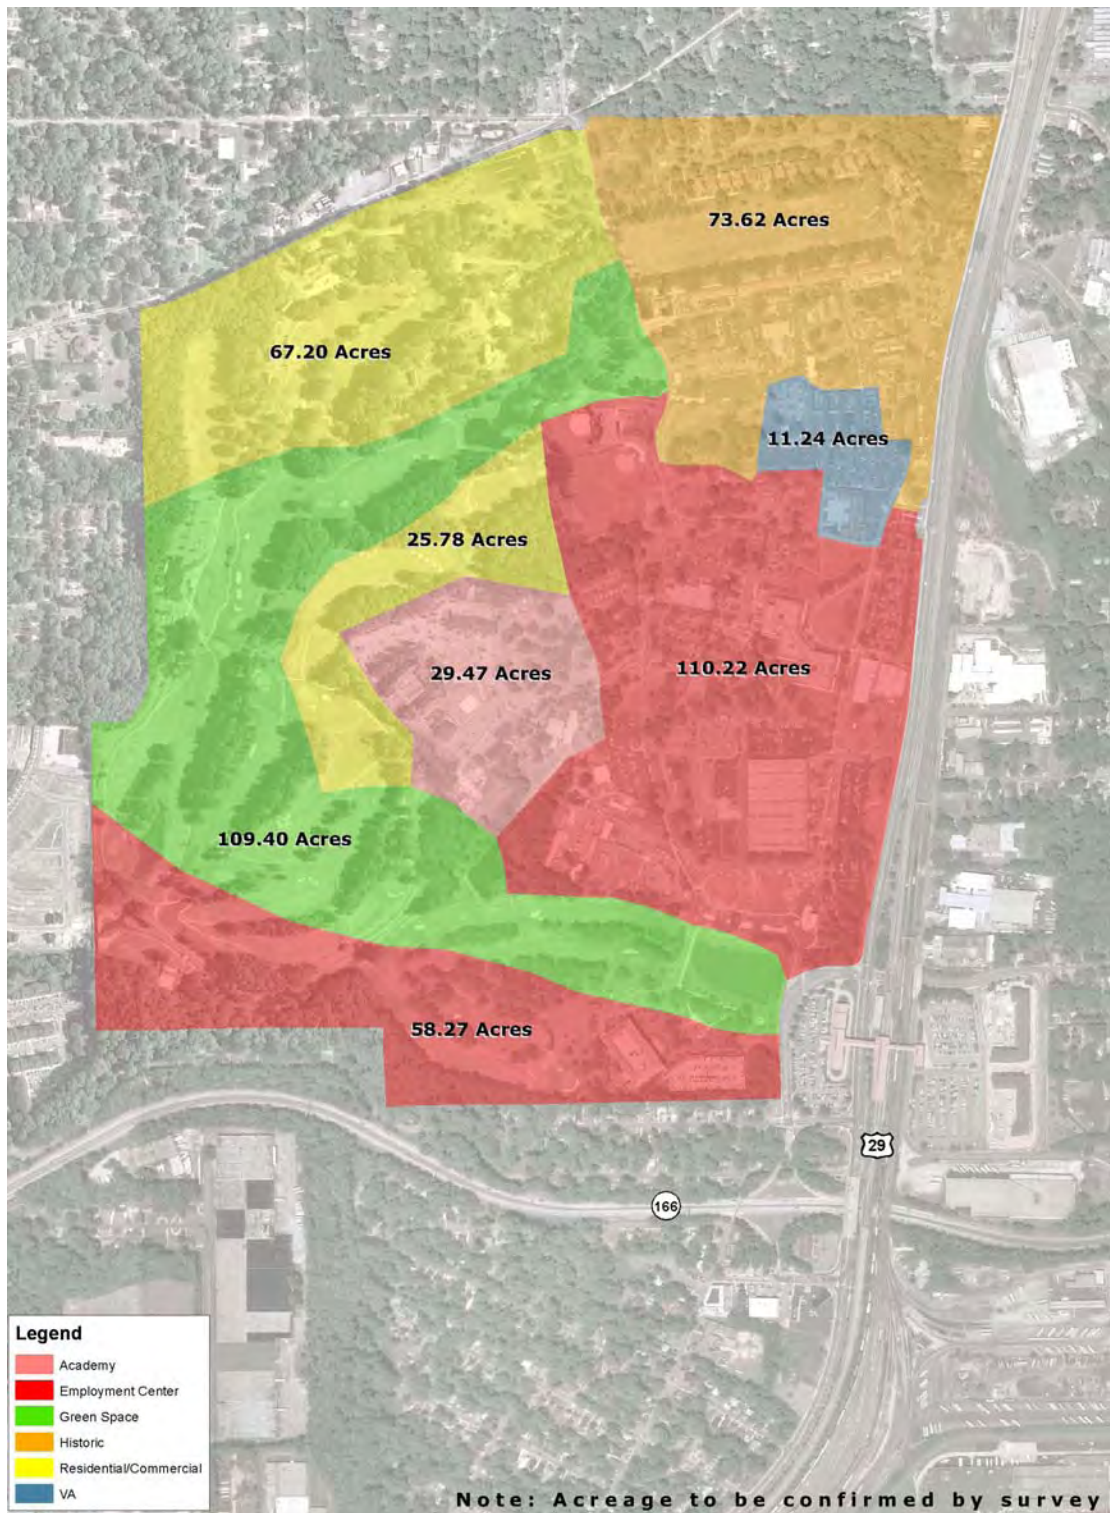 73.62 Acres
67.20 Acres
11.24 Acres
25.78 Acres
29.47 Acres
110.22 Acres
109.40 Acres
58.27 Acres
29
166
Legend
Academy
Employment Center
Green Space
Historic
Residential/Commercial
VA
Note: Acreage to be confirmed by survey